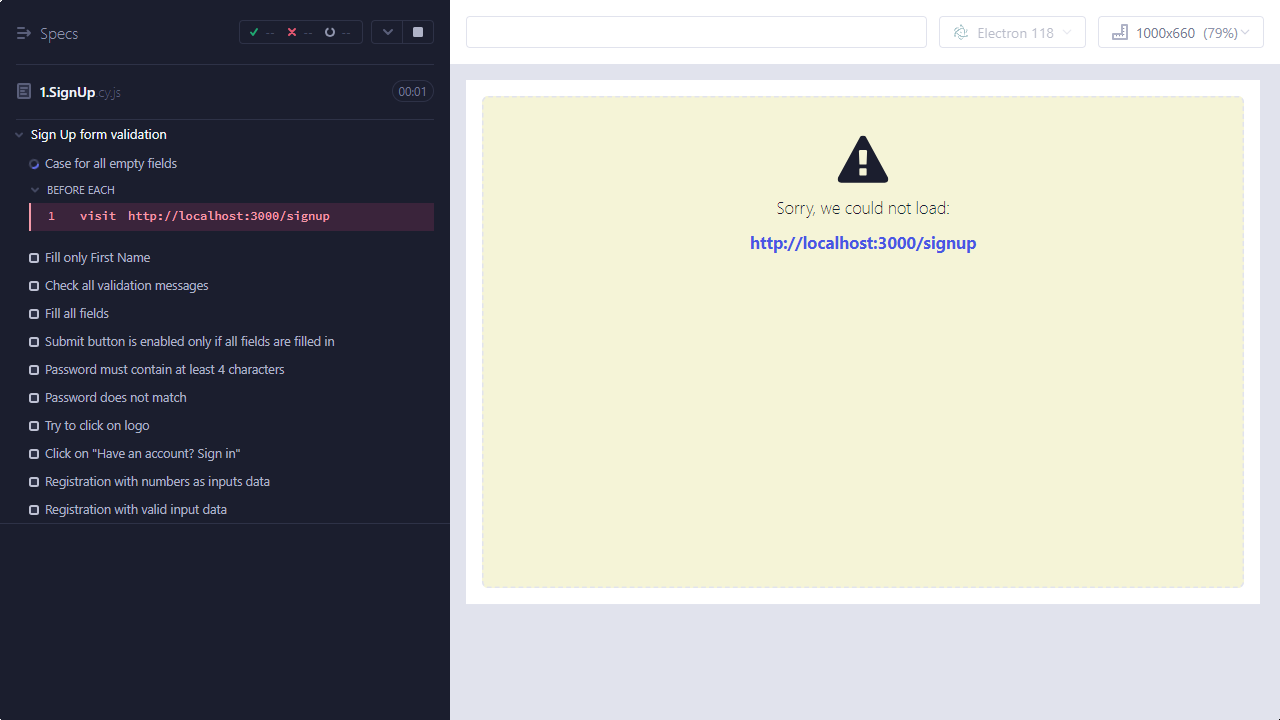 Specs
--
--
--
1.SignUp cy.js
00:01
Sign Up form validation
Case for all empty fields
BEFORE EACH
1 visit http://localhost:3000/signup
Fill only First Name
Check all validation messages
Fill all fields
Submit button is enabled only if all fields are filled in
Password must contain at least 4 characters
Password does not match
Try to click on logo
Click on "Have an account? Sign in"
Registration with numbers as inputs data
Registration with valid input data
Electron 118
1000x660 (79%)
Sorry, we could not load:
http://localhost:3000/signup